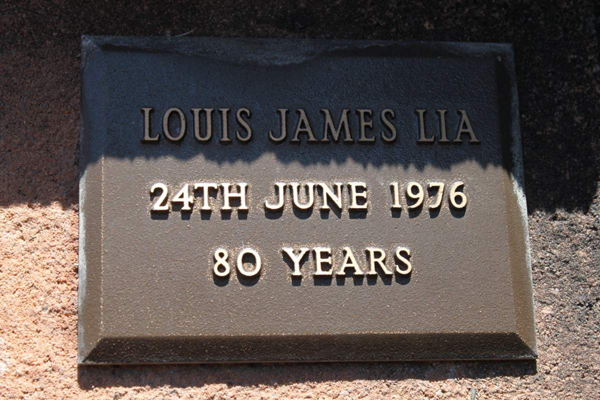 LOUIS JAMES LIA
24TH JUNE 1976
80 YEARS